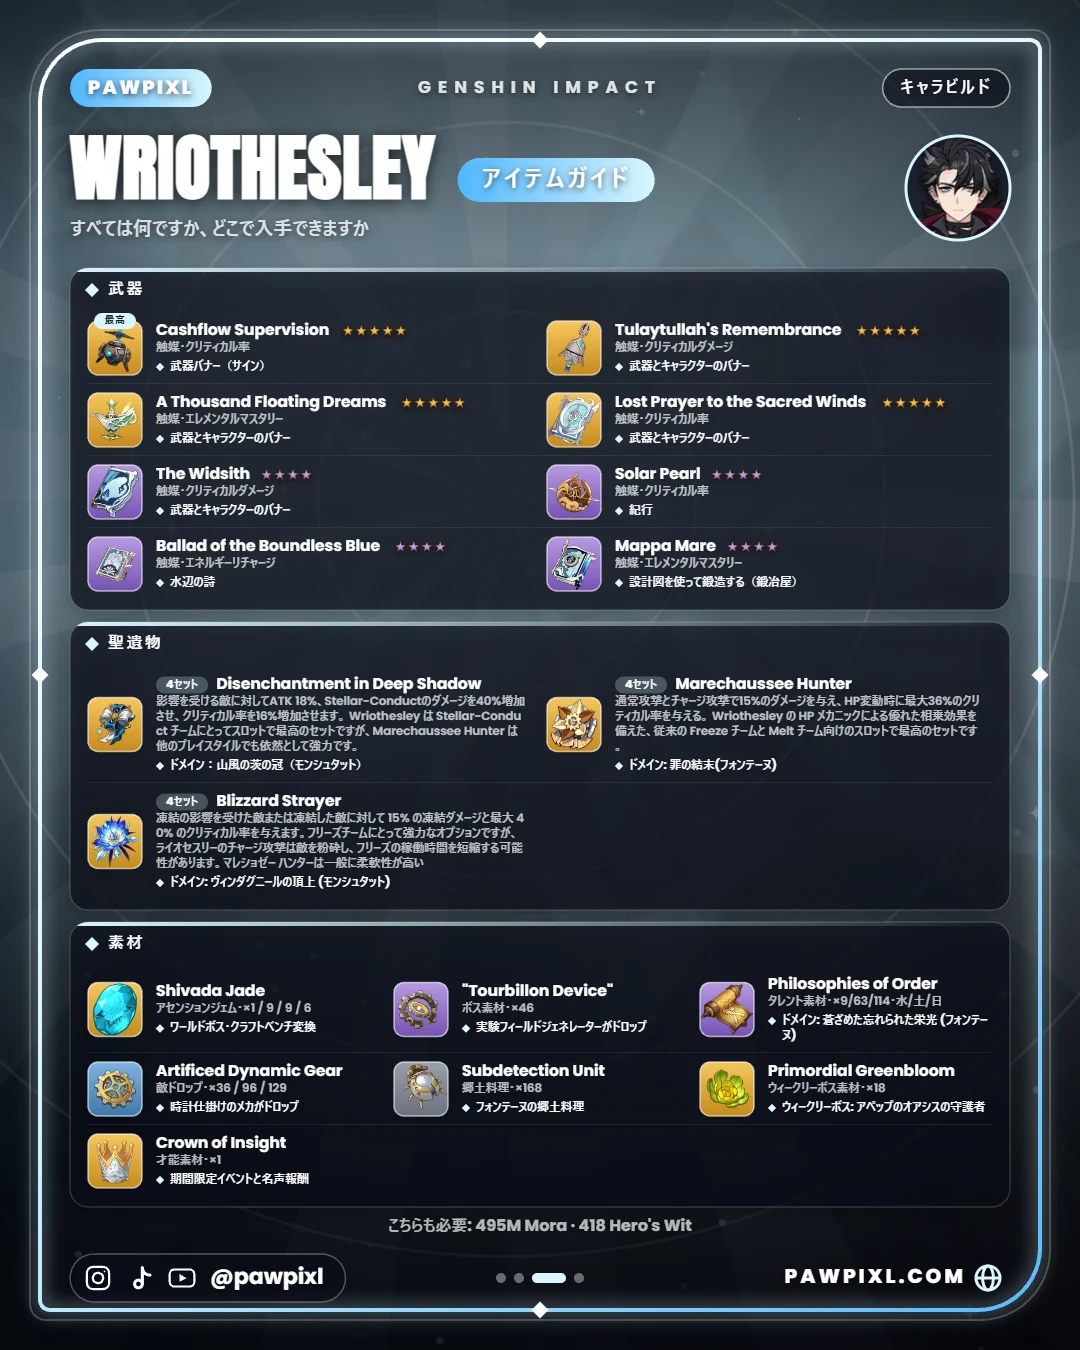 PAWPIXL
GENSHIN IMPACT
キャラビルド
WRIOTHESLEY
アイテムガイド
すべては何ですか、どこで入手できますか
武器
最高
Cashflow Supervision ★★★★★
触媒·クリティカル率
武器バナー（サイン）
Tulaytullah's Remembrance ★★★★★
触媒·クリティカルダメージ
武器とキャラクターのバナー
A Thousand Floating Dreams ★★★★★
触媒·エレメンタルマスタリー
武器とキャラクターのバナー
Lost Prayer to the Sacred Winds ★★★★★
触媒·クリティカル率
武器とキャラクターのバナー
The Widsith ★★★★
触媒·クリティカルダメージ
武器とキャラクターのバナー
Solar Pearl ★★★★
触媒·クリティカル率
紀行
Ballad of the Boundless Blue ★★★★
触媒·エネルギーリチャージ
水辺の詩
Mappa Mare ★★★★
触媒·エレメンタルマスタリー
設計図を使って鍛造する（鍛冶屋）
聖遺物
4セット Disenchantment in Deep Shadow
影響を受ける敵に対してATK 18%、Stellar-Conductのダメージを40%増加
させ、クリティカル率を16%増加させます。Wriothesley は Stellar-Condu
ct チームにとってスロットで最高のセットですが、Marechaussee Hunter は
他のプレイスタイルでも依然として強力です。
ドメイン：山風の茨の冠（モンシュタット）
4セット Marechaussee Hunter
通常攻撃とチャージ攻撃で15%のダメージを与え、HP変動時に最大36%のクリ
ティカル率を与える。Wriothesley の HP メカニックによる優れた相乗効果を
備えた、従来の Freeze チームと Melt チーム向けのスロットで最高のセットです
。
ドメイン: 罪の結末(フォンテーヌ)
4セット Blizzard Strayer
凍結の影響を受けた敵または凍結した敵に対して 15% の凍結ダメージと最大 4
0% のクリティカル率を与えます。フリーズチームにとって強力なオプションですが、
ライオセスリーのチャージ攻撃は敵を粉砕し、フリーズの稼働時間を短縮する可能
性があります。マレショゼー ハンターは一般に柔軟性が高い
ドメイン: ヴィンダグニールの頂上 (モンシュタット)
素材
Shivada Jade
アセンションジェム·×1 / 9 / 9 / 6
ワールドボス·クラフトベンチ変換
"Tourbillon Device"
ボス素材·×46
実験フィールドジェネレーターがドロップ
Philosophies of Order
タレント素材·×9/63/114·水/土/日
ドメイン: 蒼ざめた忘れられた栄光 (フォンテー
ヌ)
Artificed Dynamic Gear
敵ドロップ·×36 / 96 / 129
時計仕掛けのメカがドロップ
Subdetection Unit
郷土料理·×168
フォンテーヌの郷土料理
Primordial Greenbloom
ウィークリーボス素材·×18
ウィークリーボス: アペップのオアシスの守護者
Crown of Insight
才能素材·×1
期間限定イベントと名声報酬
こちらも必要: 495M Mora · 418 Hero's Wit
@pawpixl
PAWPIXL.COM